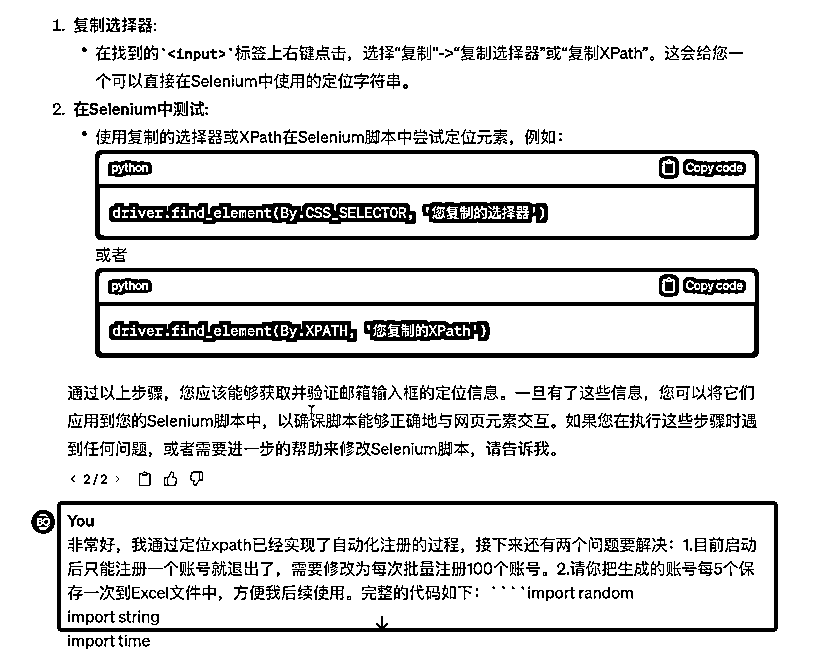 1. 复制选择器:
• 在找到的`<input>`标签上右键点击，选择“复制"->“复制选择器”或“复制XPath”。这会给您一
个可以直接在Selenium中使用的定位字符串。
2. 在Selenium中测试:
• 使用复制的选择器或XPath在Selenium脚本中尝试定位元素，例如：
python Copy code
driver.find_element(By.CSS_SELECTOR, '您复制的选择器')
或者
python Copy code
driver.find_element(By.XPATH, '您复制的XPath')
通过以上步骤，您应该能够获取并验证邮箱输入框的定位信息。一旦有了这些信息，您可以将它们
应用到您的Selenium脚本中，以确保脚本能够正确地与网页元素交互。如果您在执行这些步骤时遇
到任何问题，或者需要进一步的帮助来修改Selenium脚本，请告诉我。
< 2/2 >
You
非常好，我通过定位xpath已经实现了自动化注册的过程，接下来还有两个问题要解决：1.目前启动
后只能注册一个账号就退出了，需要修改为每次批量注册100个账号。2.请你把生成的账号每5个保
存一次到Excel文件中，方便我后续使用。完整的代码如下：````import random
import string
import time